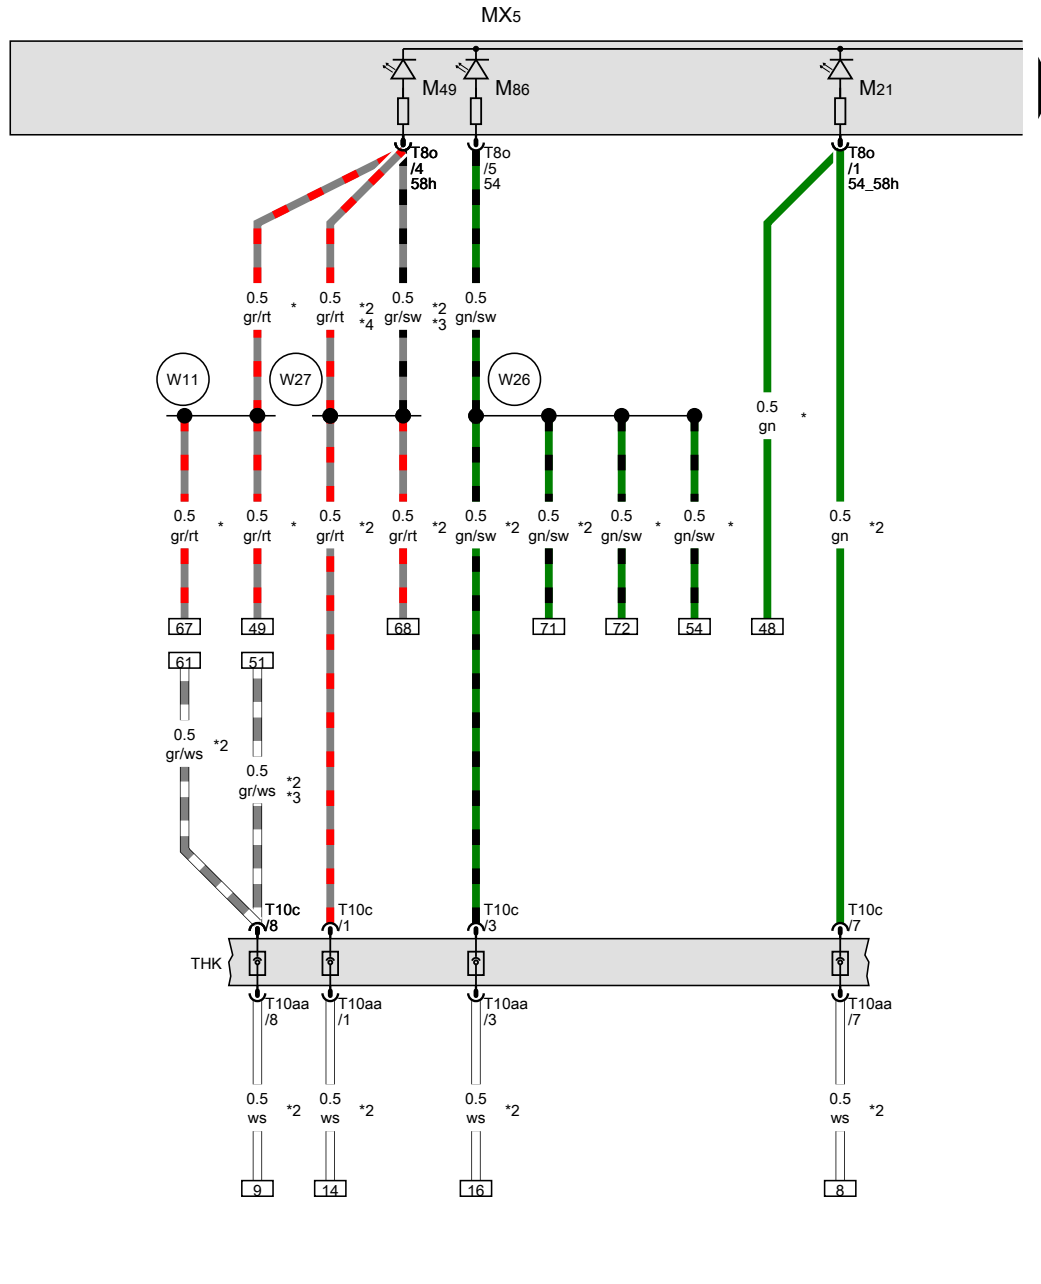 MX5
M49
M86
M21
T8o
/4
58h
T8o
/5
54
T8o
/1
54_58h
0.5
gr/rt
*
0.5
gr/rt
*2
*4
0.5
gr/sw
*2
*3
0.5
gn/sw
W11
W27
W26
0.5
gn
*
0.5
gr/rt
*
0.5
gr/rt
*
0.5
gr/rt
*2
0.5
gr/rt
*2
0.5
gn/sw
*2
0.5
gn/sw
*2
0.5
gn/sw
*
0.5
gn/sw
*
0.5
gn
*2
67
49
68
71
72
54
48
61
51
0.5
gr/ws
*2
0.5
gr/ws
*2
*3
T10c
/8
T10c
/1
T10c
/3
T10c
/7
THK
T10aa
/8
T10aa
/1
T10aa
/3
T10aa
/7
0.5
ws
*2
0.5
ws
*2
0.5
ws
*2
0.5
ws
*2
9
14
16
8